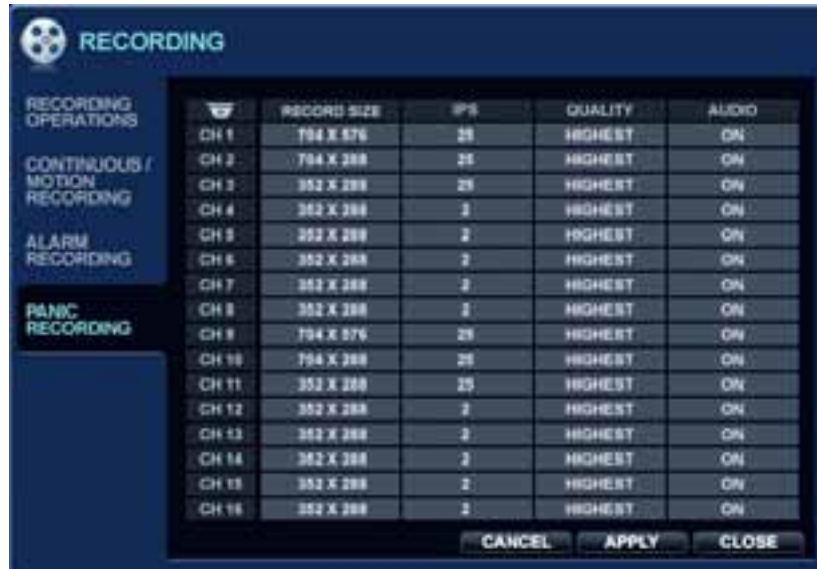 RECORDING
RECORDING
OPERATIONS
CONTINUOUS /
MOTION
RECORDING
ALARM
RECORDING
PANIC
RECORDING
RECORD SIZE IPS QUALITY AUDIO
CH 1 704 X 576 25 HIGHEST ON
CH 2 704 X 288 25 HIGHEST ON
CH 3 352 X 288 25 HIGHEST ON
CH 4 352 X 288 2 HIGHEST ON
CH 5 352 X 288 2 HIGHEST ON
CH 6 352 X 288 2 HIGHEST ON
CH 7 352 X 288 2 HIGHEST ON
CH 8 352 X 288 2 HIGHEST ON
CH 9 704 X 576 25 HIGHEST ON
CH 10 704 X 288 25 HIGHEST ON
CH 11 352 X 288 25 HIGHEST ON
CH 12 352 X 288 2 HIGHEST ON
CH 13 352 X 288 2 HIGHEST ON
CH 14 352 X 288 2 HIGHEST ON
CH 15 352 X 288 2 HIGHEST ON
CH 16 352 X 288 2 HIGHEST ON
CANCEL APPLY CLOSE